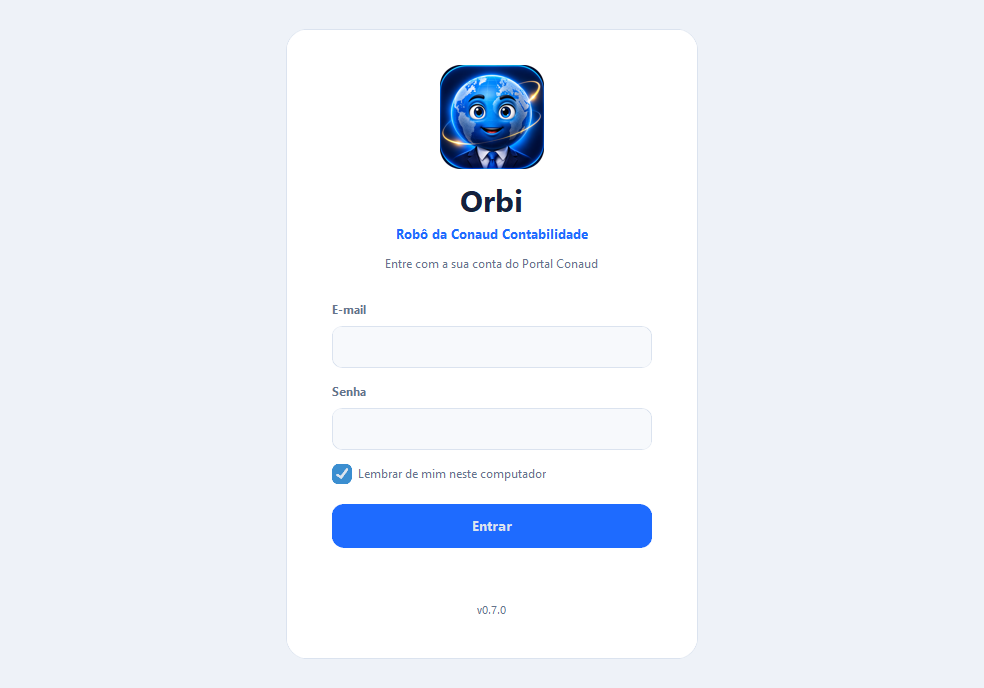 Orbi
Robô da Conaud Contabilidade
Entre com a sua conta do Portal Conaud
E-mail
Senha
Lembrar de mim neste computador
Entrar
v0.7.0